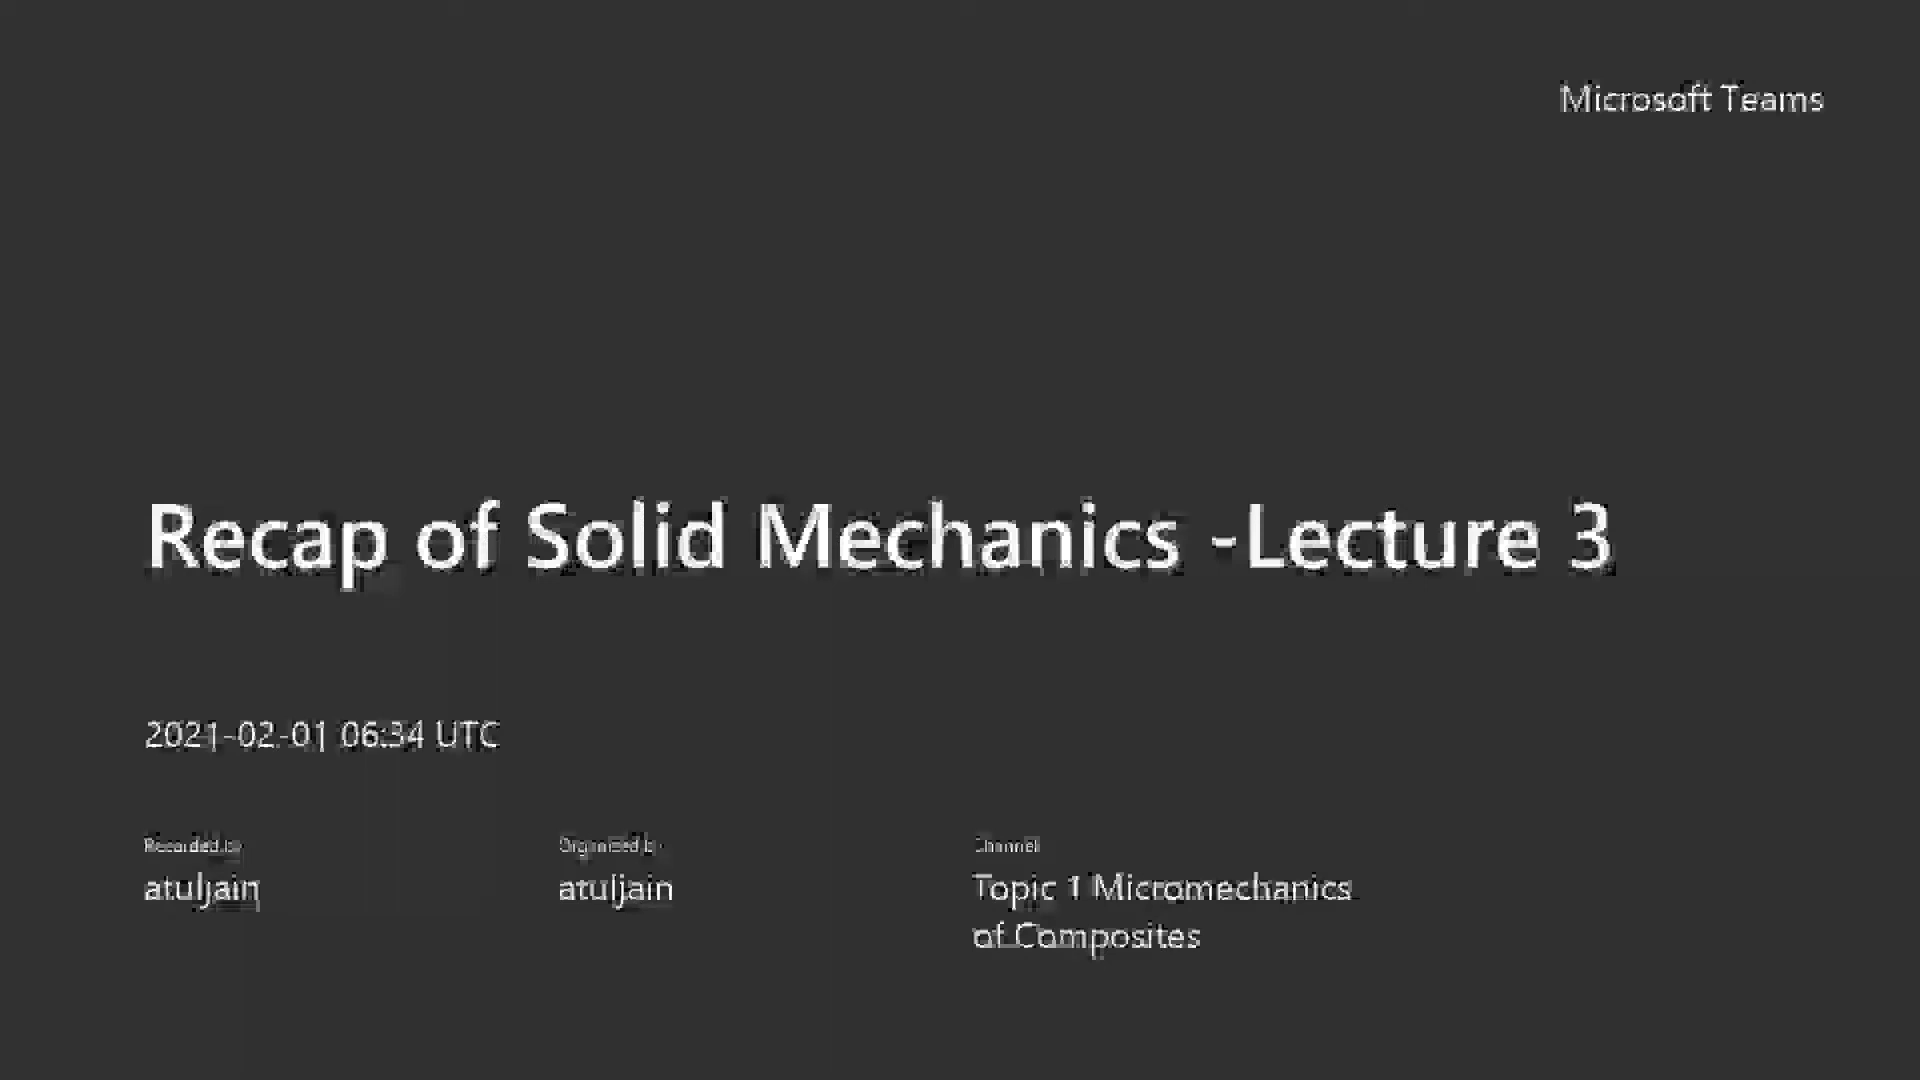 Microsoft Teams
Recap of Solid Mechanics -Lecture 3
2021-02-01 06:34 UTC
Recorded by
Organized by
Channel
atuljain
atuljain
Topic 1 Micromechanics
of Composites